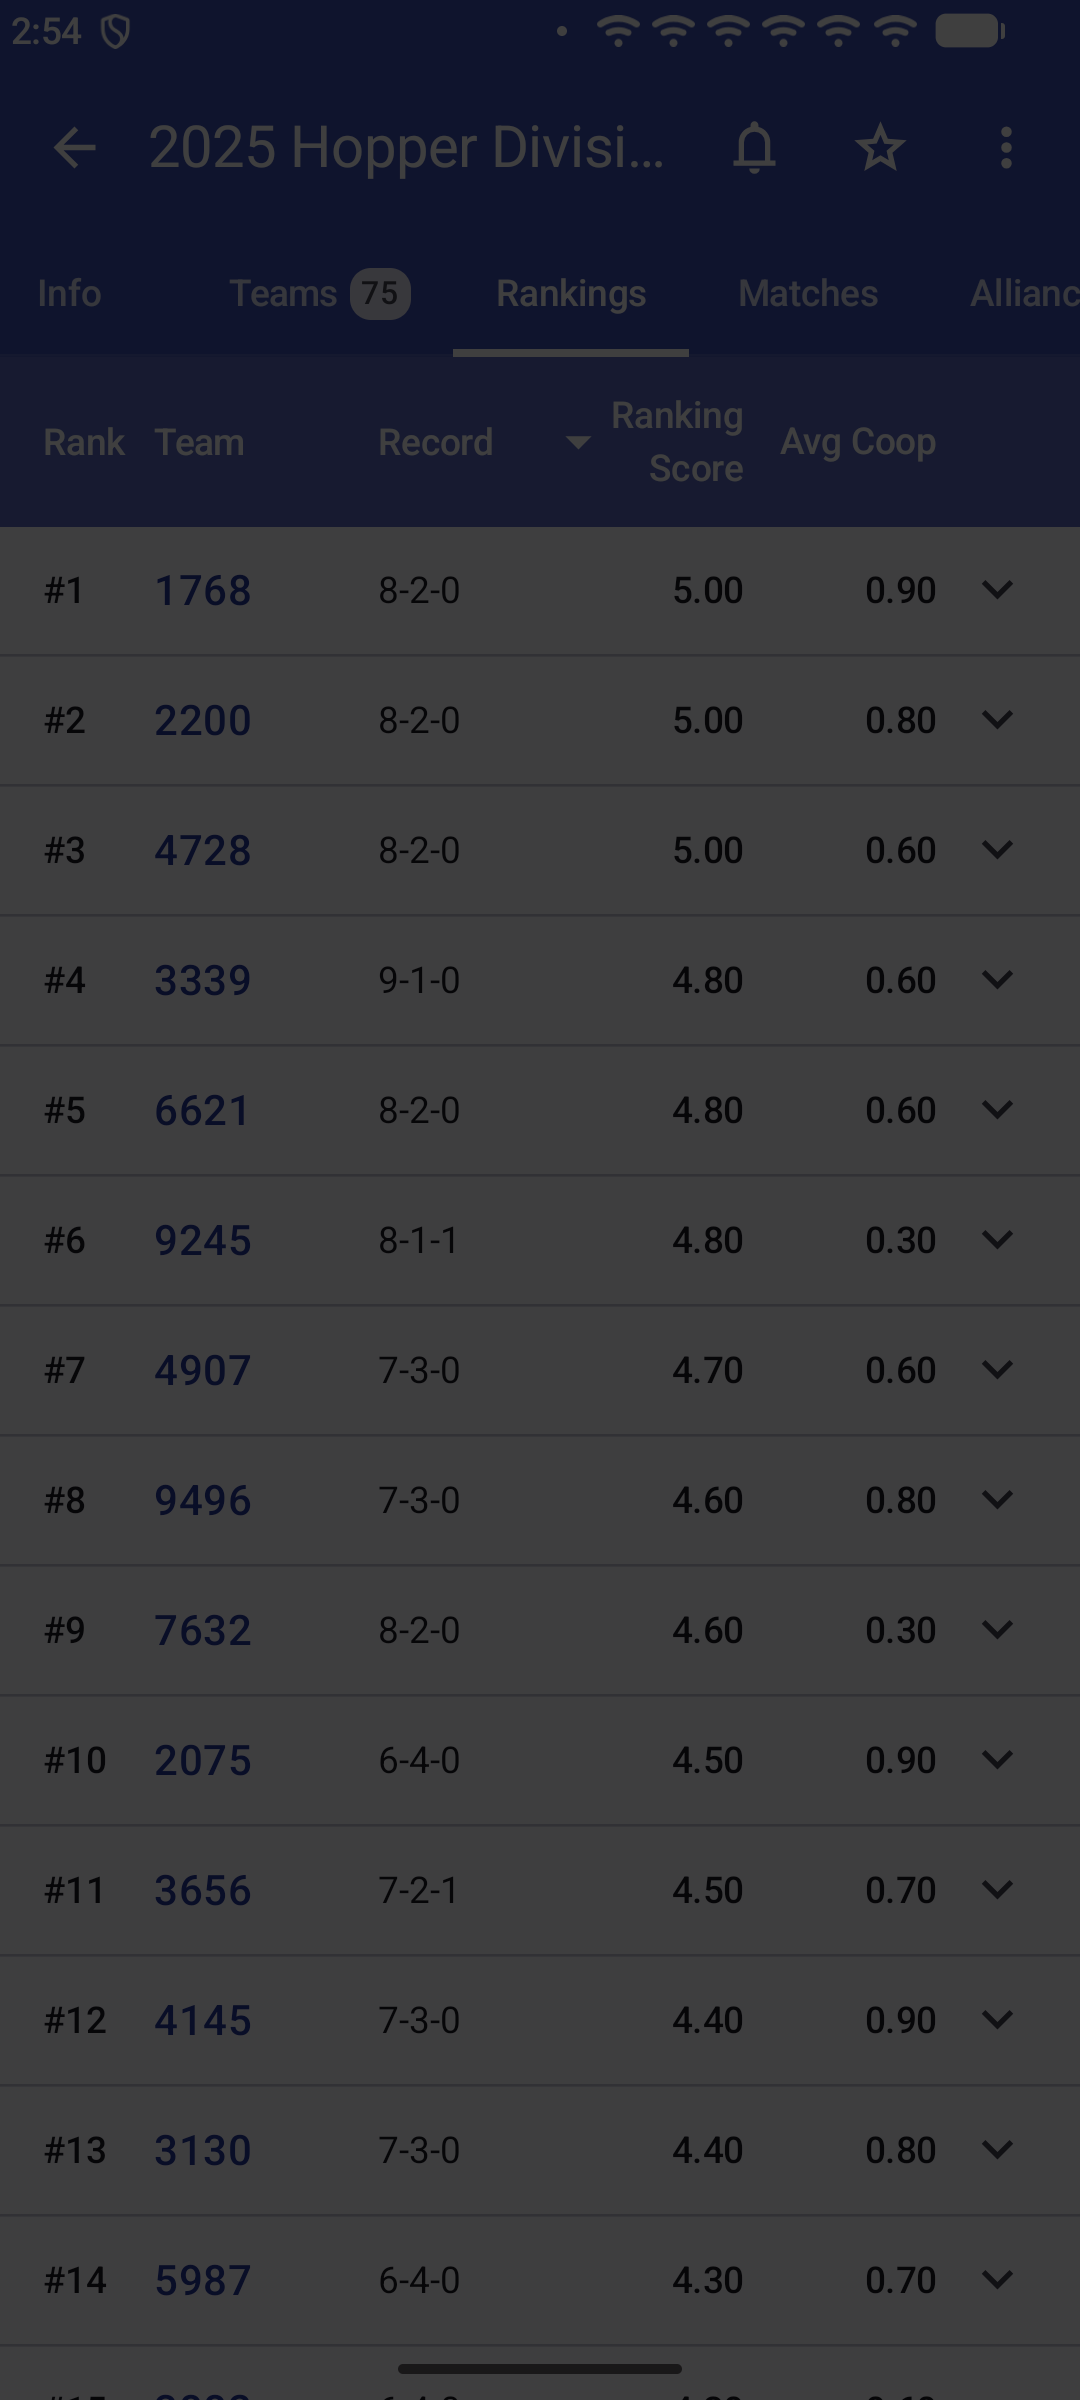 2:54
2025 Hopper Divisi...
Info Teams 75 Rankings Matches Allianc
Rank Team Record Ranking Score Avg Coop
#1 1768 8-2-0 5.00 0.90
#2 2200 8-2-0 5.00 0.80
#3 4728 8-2-0 5.00 0.60
#4 3339 9-1-0 4.80 0.60
#5 6621 8-2-0 4.80 0.60
#6 9245 8-1-1 4.80 0.30
#7 4907 7-3-0 4.70 0.60
#8 9496 7-3-0 4.60 0.80
#9 7632 8-2-0 4.60 0.30
#10 2075 6-4-0 4.50 0.90
#11 3656 7-2-1 4.50 0.70
#12 4145 7-3-0 4.40 0.90
#13 3130 7-3-0 4.40 0.80
#14 5987 6-4-0 4.30 0.70